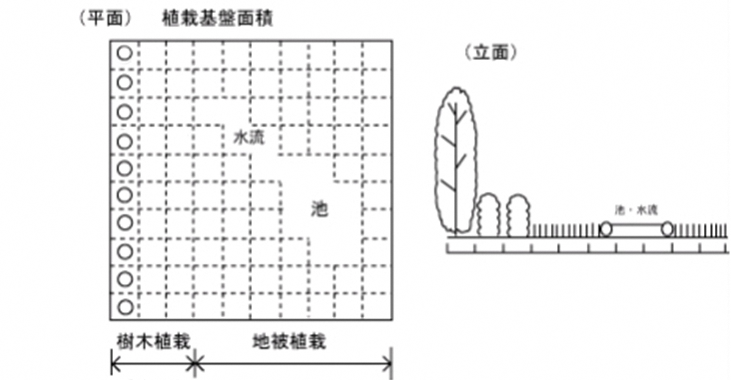 （平面） 植栽基盤面積
（立面）
水流
池
池・水流
樹木植栽 地被植栽